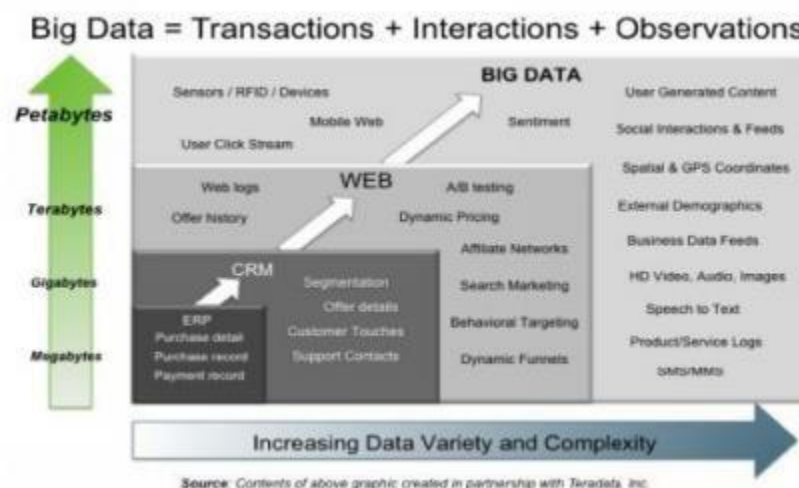 Big Data = Transactions + Interactions + Observations
BIG DATA
Petabytes
Sensors / RFID / Devices
Mobile Web
User Click Stream
Sentiment
User Generated Content
Social Interactions & Feeds
Spatial & GPS Coordinates
External Demographics
Business Data Feeds
HD Video, Audio, Images
Speech to Text
Product/Service Logs
SMS/MMS
Terabytes
WEB
Web logs
Offer history
A/B testing
Dynamic Pricing
Affiliate Networks
Search Marketing
Behavioral Targeting
Dynamic Funnels
Gigabytes
CRM
Segmentation
Offer details
Customer Touches
Support Contacts
Megabytes
ERP
Purchase detail
Purchase record
Payment record
Increasing Data Variety and Complexity
Source: Contents of above graphic created in partnership with Teradata, Inc.